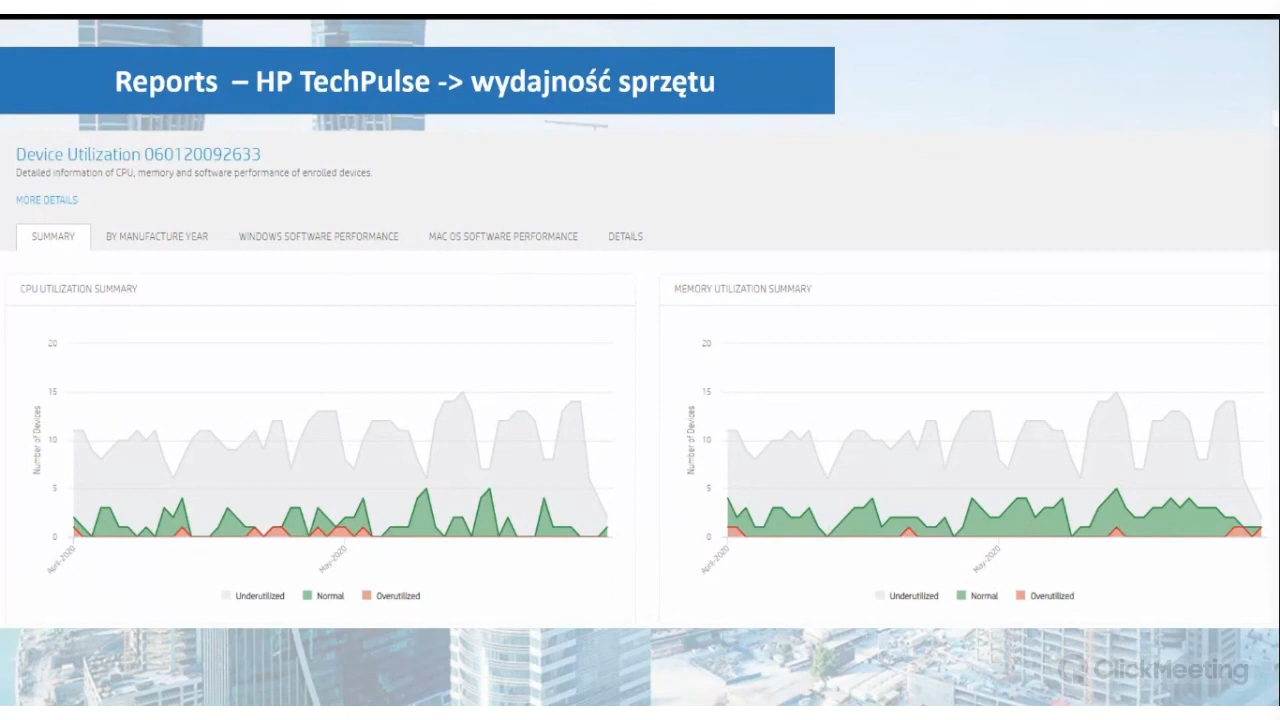 Reports – HP TechPulse -> wydajność sprzętu
Device Utilization 060120092633
Detailed information of CPU, memory and software performance of enrolled devices.
MORE DETAILS
SUMMARY BY MANUFACTURE YEAR WINDOWS SOFTWARE PERFORMANCE MAC OS SOFTWARE PERFORMANCE DETAILS
CPU UTILIZATION SUMMARY
20
15
10
5
0
Number of Devices
April-2020
May-2020
Underutilized Normal Overutilized
MEMORY UTILIZATION SUMMARY
20
15
10
5
0
Number of Devices
April-2020
May-2020
Underutilized Normal Overutilized
ClickMeeting